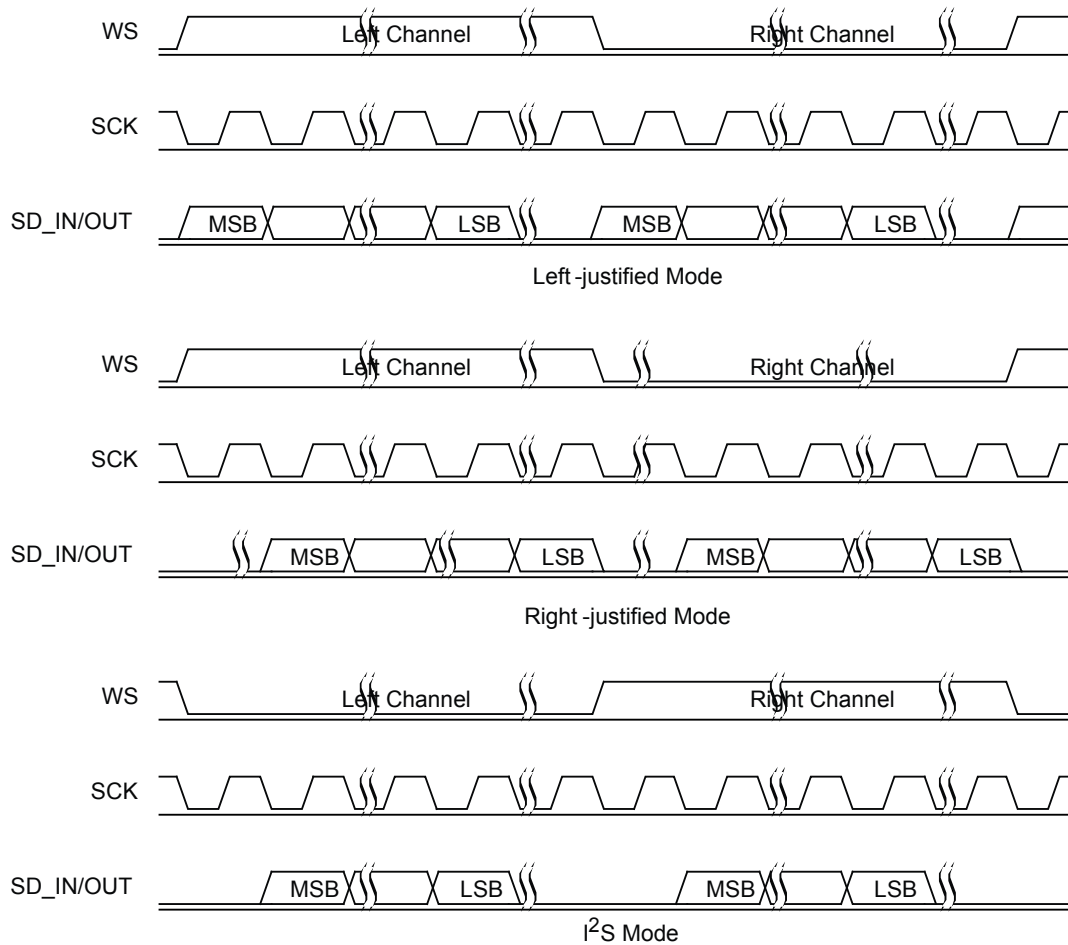 WS Left Channel Right Channel
SCK
SD_IN/OUT MSB LSB MSB LSB
Left-justified Mode
WS Left Channel Right Channel
SCK
SD_IN/OUT MSB LSB MSB LSB
Right-justified Mode
WS Left Channel Right Channel
SCK
SD_IN/OUT MSB LSB MSB LSB
I²S Mode